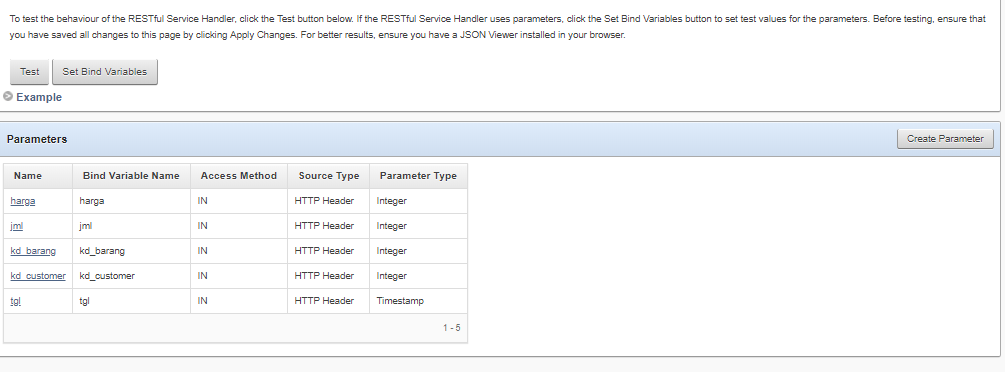 To test the behaviour of the RESTful Service Handler, click the Test button below. If the RESTful Service Handler uses parameters, click the Set Bind Variables button to set test values for the parameters. Before testing, ensure that
you have saved all changes to this page by clicking Apply Changes. For better results, ensure you have a JSON Viewer installed in your browser.
Test Set Bind Variables
Example
Parameters Create Parameter
Name Bind Variable Name Access Method Source Type Parameter Type
harga harga IN HTTP Header Integer
jml jml IN HTTP Header Integer
kd_barang kd_barang IN HTTP Header Integer
kd_customer kd_customer IN HTTP Header Integer
tgl tgl IN HTTP Header Timestamp
1 - 5